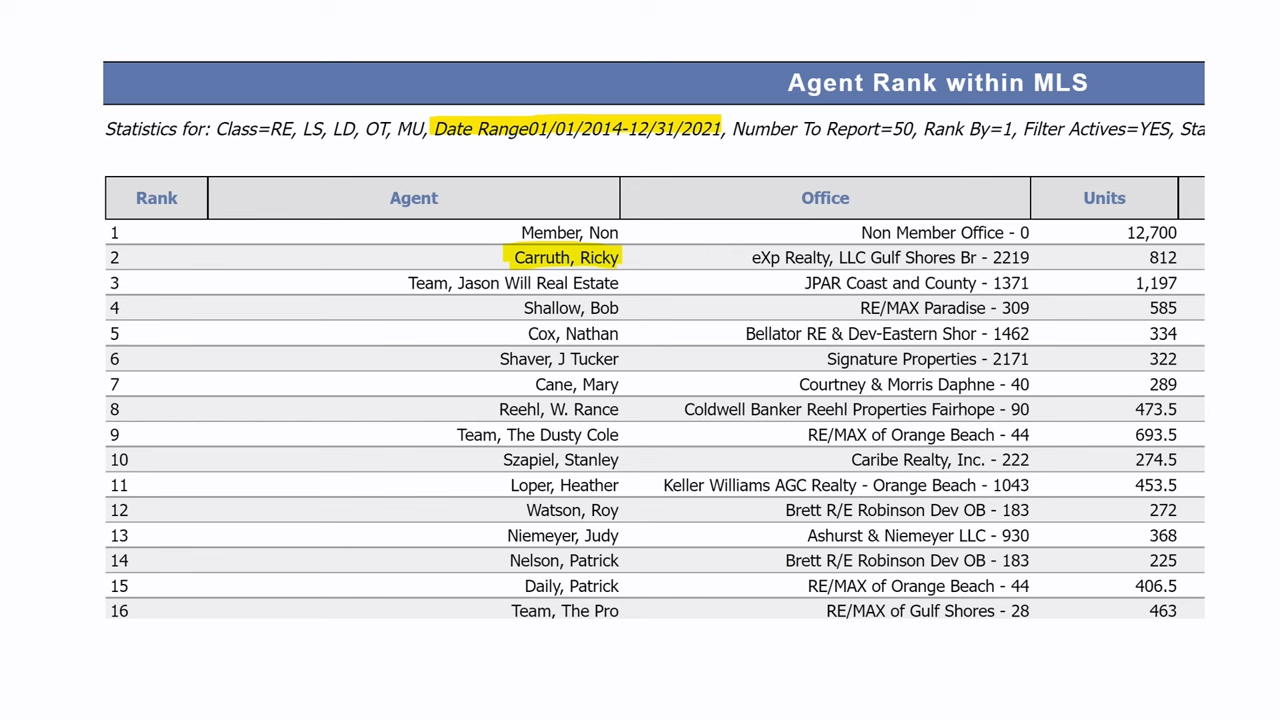 Agent Rank within MLS
Statistics for: Class=RE, LS, LD, OT, MU, Date Range01/01/2014-12/31/2021, Number To Report=50, Rank By=1, Filter Actives=YES, Sta
Rank Agent Office Units
1 Member, Non Non Member Office - 0 12,700
2 Carruth, Ricky eXp Realty, LLC Gulf Shores Br - 2219 812
3 Team, Jason Will Real Estate JPAR Coast and County - 1371 1,197
4 Shallow, Bob RE/MAX Paradise - 309 585
5 Cox, Nathan Bellator RE & Dev-Eastern Shor - 1462 334
6 Shaver, J Tucker Signature Properties - 2171 322
7 Cane, Mary Courtney & Morris Daphne - 40 289
8 Reehl, W. Rance Coldwell Banker Reehl Properties Fairhope - 90 473.5
9 Team, The Dusty Cole RE/MAX of Orange Beach - 44 693.5
10 Szapiel, Stanley Caribe Realty, Inc. - 222 274.5
11 Loper, Heather Keller Williams AGC Realty - Orange Beach - 1043 453.5
12 Watson, Roy Brett R/E Robinson Dev OB - 183 272
13 Niemeyer, Judy Ashurst & Niemeyer LLC - 930 368
14 Nelson, Patrick Brett R/E Robinson Dev OB - 183 225
15 Daily, Patrick RE/MAX of Orange Beach - 44 406.5
16 Team, The Pro RE/MAX of Gulf Shores - 28 463